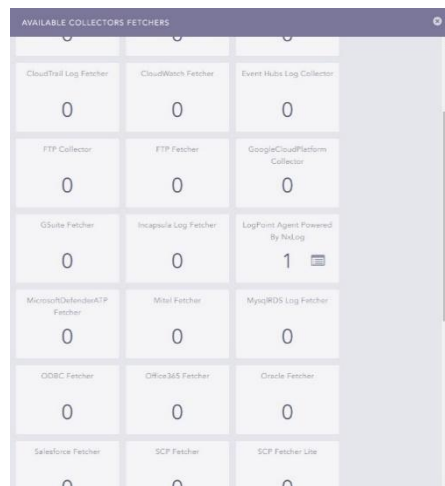 AVAILABLE COLLECTORS FETCHERS
CloudTrail Log Fetcher
0
CloudWatch Fetcher
0
Event Hubs Log Collector
0
FTP Collector
0
FTP Fetcher
0
GoogleCloudPlatform
Collector
0
GSuite Fetcher
0
Incapsula Log Fetcher
0
LogPoint Agent Powered
By NxLog
1
MicrosoftDefenderATP
Fetcher
0
Mitel Fetcher
0
MysqlRDS Log Fetcher
0
ODBC Fetcher
0
Office365 Fetcher
0
Oracle Fetcher
0
Salesforce Fetcher
SCP Fetcher
SCP Fetcher Lite